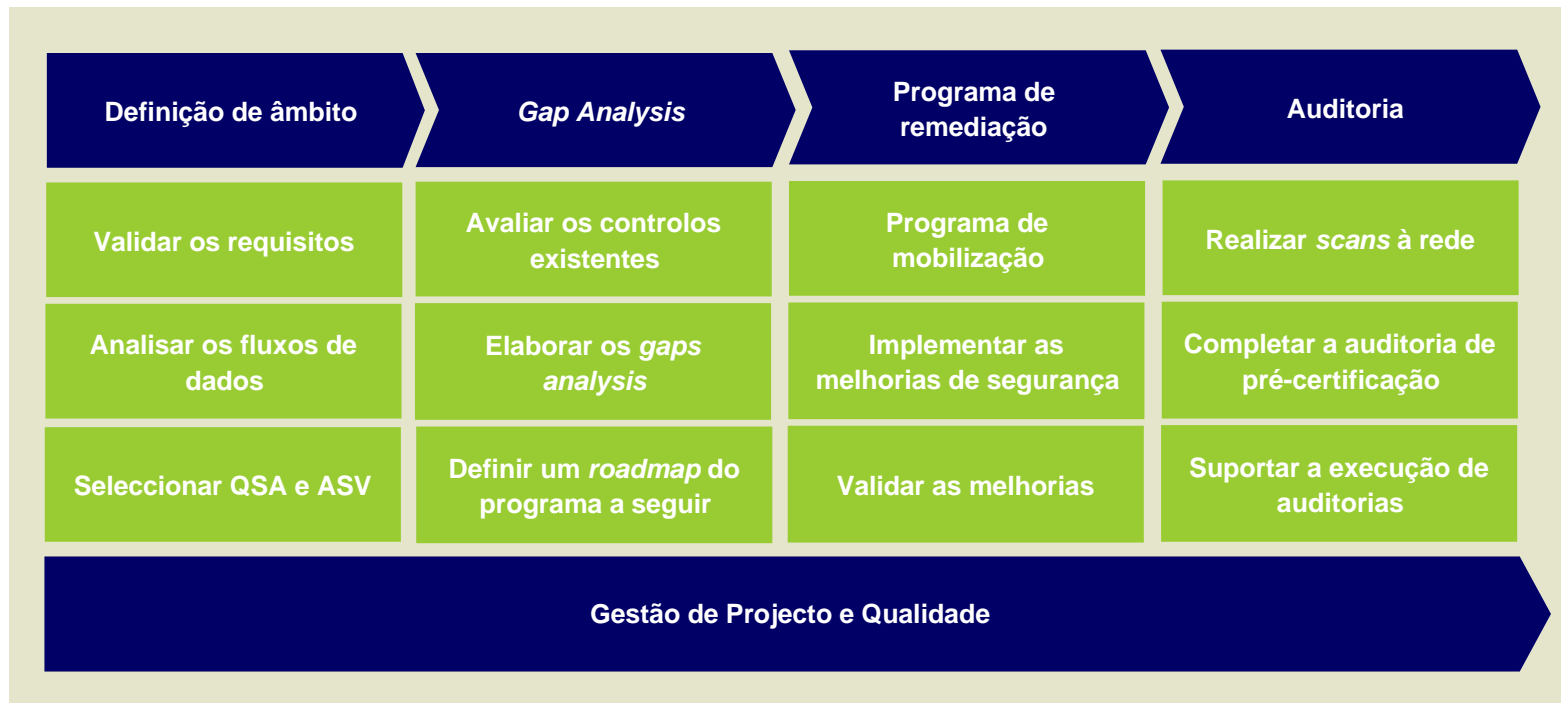 Definição de âmbito
Gap Analysis
Programa de
remediação
Auditoria
Validar os requisitos
Avaliar os controlos
existentes
Programa de
mobilização
Realizar scans à rede
Analisar os fluxos de
dados
Elaborar os gaps
analysis
Implementar as
melhorias de segurança
Completar a auditoria de
pré-certificação
Seleccionar QSA e ASV
Definir um roadmap do
programa a seguir
Validar as melhorias
Suportar a execução de
auditorias
Gestão de Projecto e Qualidade